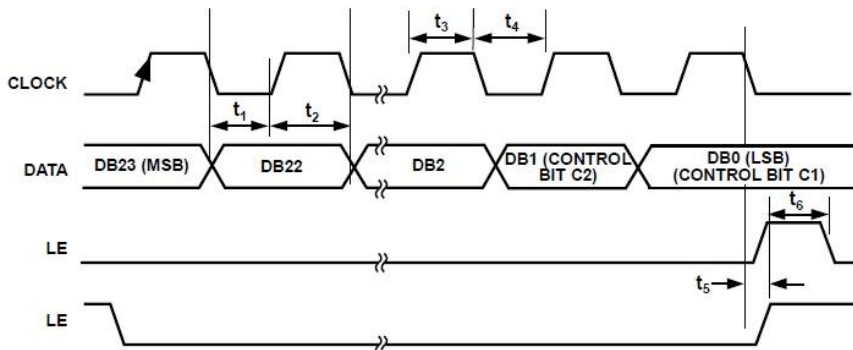 t3 t4
CLOCK
t1 t2
DATA DB23 (MSB) DB22 DB2 DB1 (CONTROL BIT C2) DB0 (LSB) (CONTROL BIT C1)
t6
LE
t5
LE